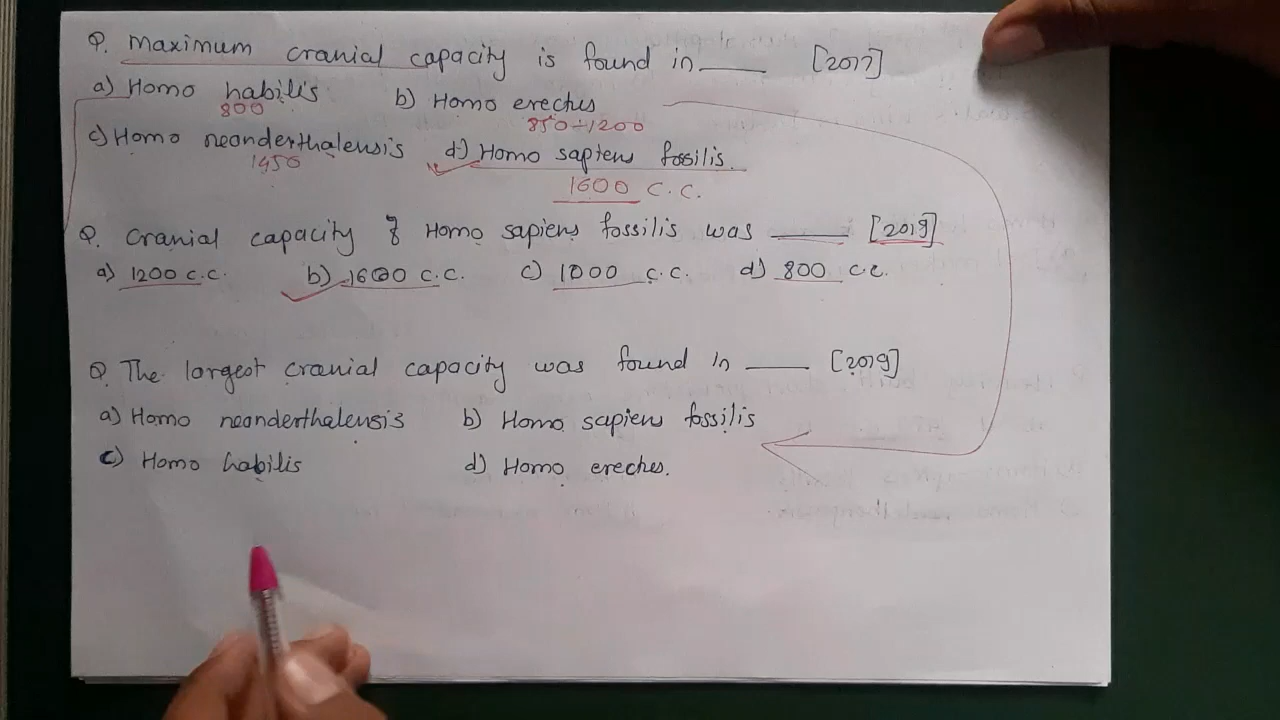 Q. Maximum cranial capacity is found in ____ [2017]
a) Homo habilis b) Homo erectus
800 850-1200
c) Homo neanderthalensis d) Homo sapiens fossilis.
1450
1600 C.C.
Q. Cranial capacity of Homo sapiens fossilis was ____ [2019]
a) 1200 c.c. b) 1600 c.c. c) 1000 c.c. d) 800 c.c.
Q. The largest cranial capacity was found in ____ [2019]
a) Homo neanderthalensis b) Homo sapiens fossilis
c) Homo habilis d) Homo erectus.